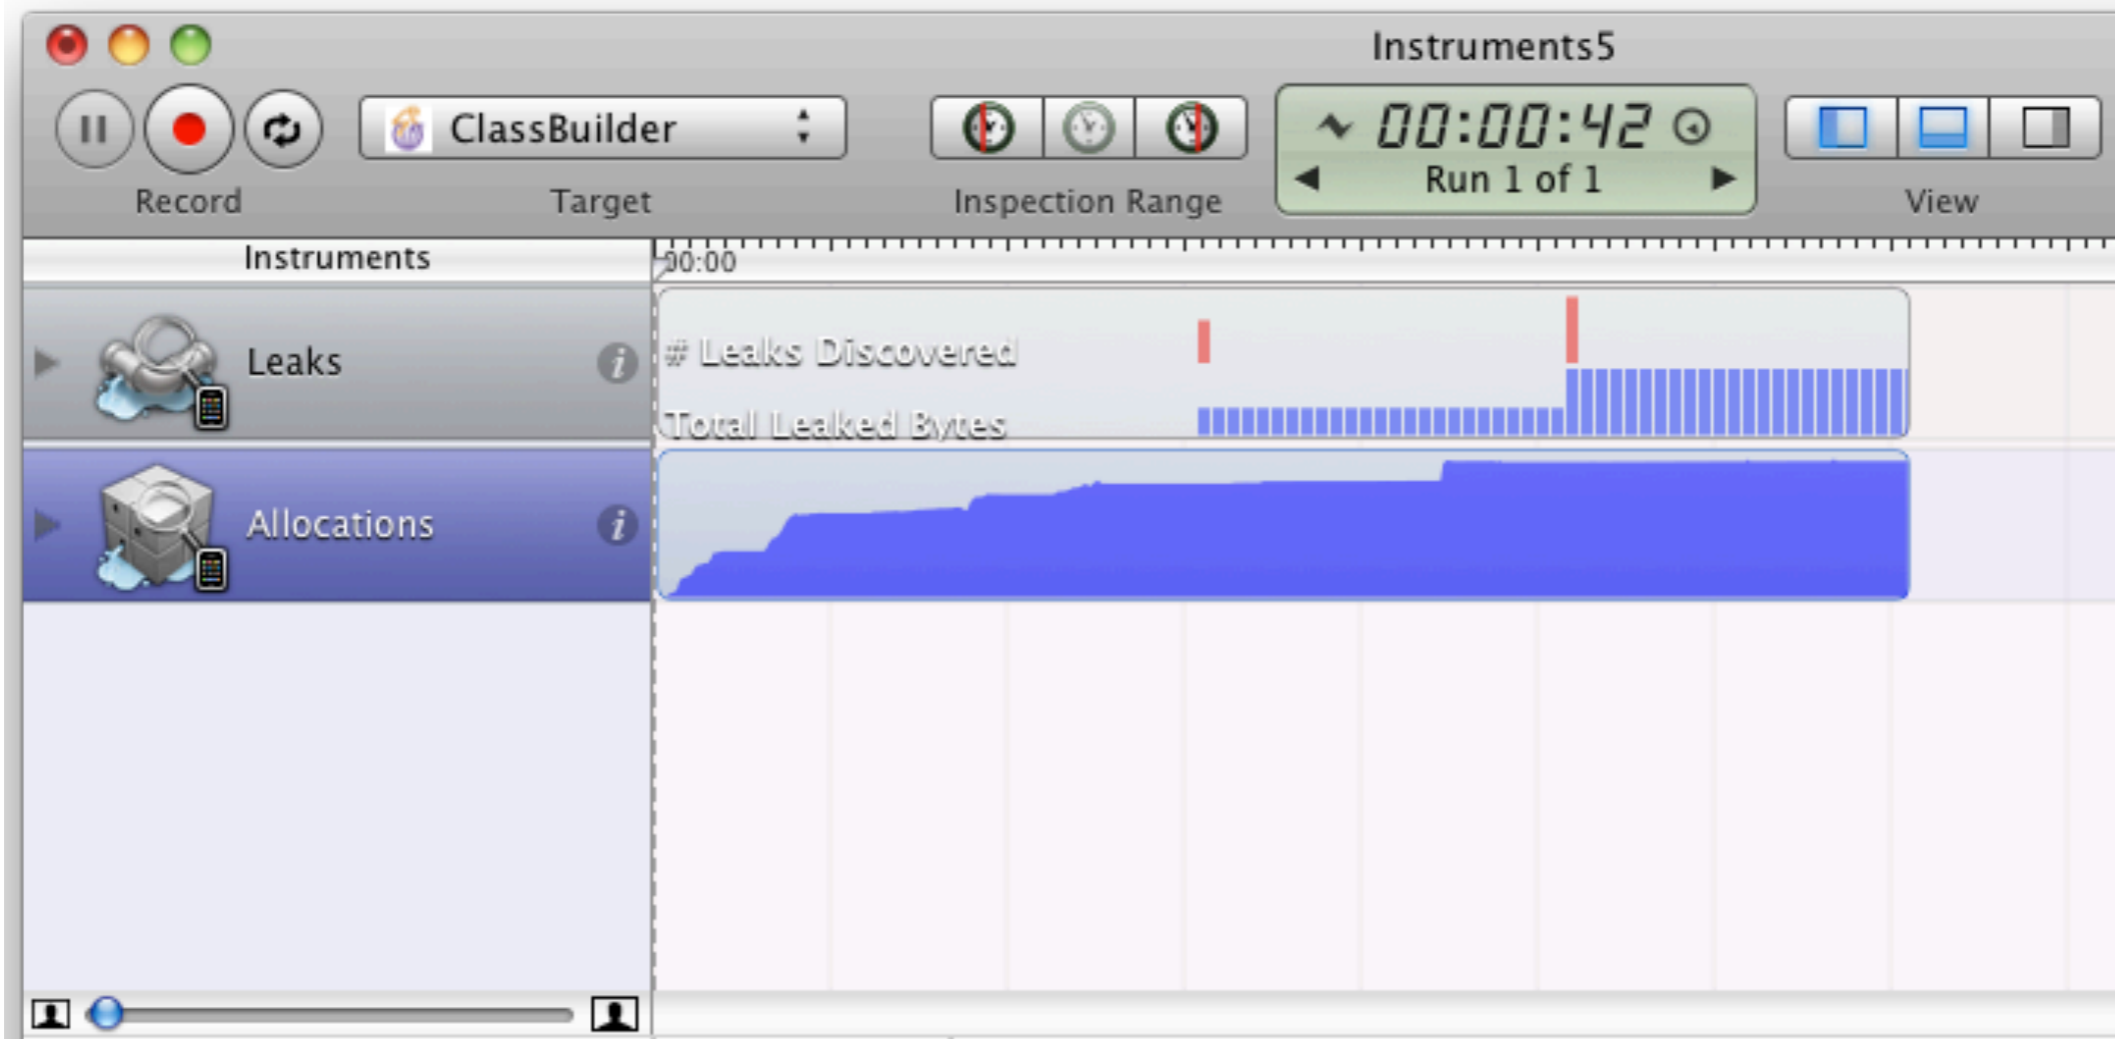 Instruments5
ClassBuilder
00:00:42
Run 1 of 1
Record
Target
Inspection Range
View
Instruments
00:00
Leaks
# Leaks Discovered
Total Leaked Bytes
Allocations